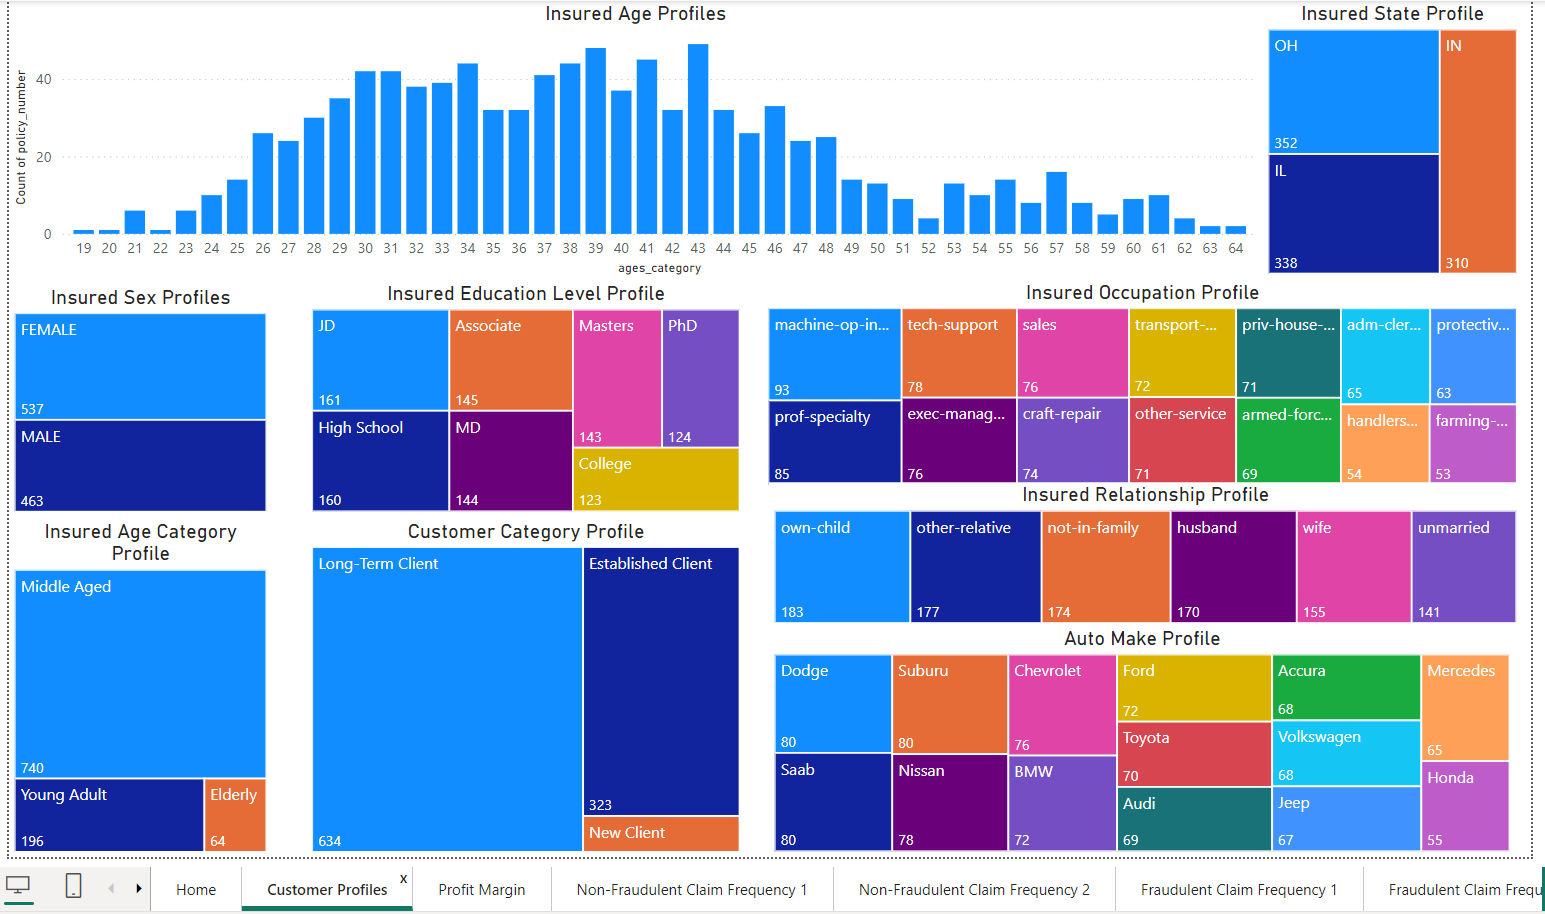 Insured Age Profiles
Count of policy_number
40
20
0
19 20 21 22 23 24 25 26 27 28 29 30 31 32 33 34 35 36 37 38 39 40 41 42 43 44 45 46 47 48 49 50 51 52 53 54 55 56 57 58 59 60 61 62 63 64
ages_category
Insured State Profile
OH
352
IL
338
IN
310
Insured Sex Profiles
FEMALE
537
MALE
463
Insured Education Level Profile
JD
161
High School
160
Associate
145
MD
144
Masters
143
PhD
124
College
123
Insured Occupation Profile
machine-op-in...
93
prof-specialty
85
tech-support
78
exec-manag...
76
sales
76
craft-repair
74
transport-...
72
other-service
71
priv-house-...
71
armed-forc...
69
adm-cler...
65
handlers...
54
protectiv...
63
farming-...
53
Insured Age Category
Profile
Middle Aged
740
Young Adult
196
Elderly
64
Customer Category Profile
Long-Term Client
634
Established Client
323
New Client
Insured Relationship Profile
own-child
183
other-relative
177
not-in-family
174
husband
170
wife
155
unmarried
141
Auto Make Profile
Dodge
80
Saab
80
Suburu
80
Nissan
78
Chevrolet
76
BMW
72
Ford
72
Toyota
70
Audi
69
Accura
68
Volkswagen
68
Jeep
67
Mercedes
65
Honda
55
Home
Customer Profiles
x
Profit Margin
Non-Fraudulent Claim Frequency 1
Non-Fraudulent Claim Frequency 2
Fraudulent Claim Frequency 1
Fraudulent Claim Frequ